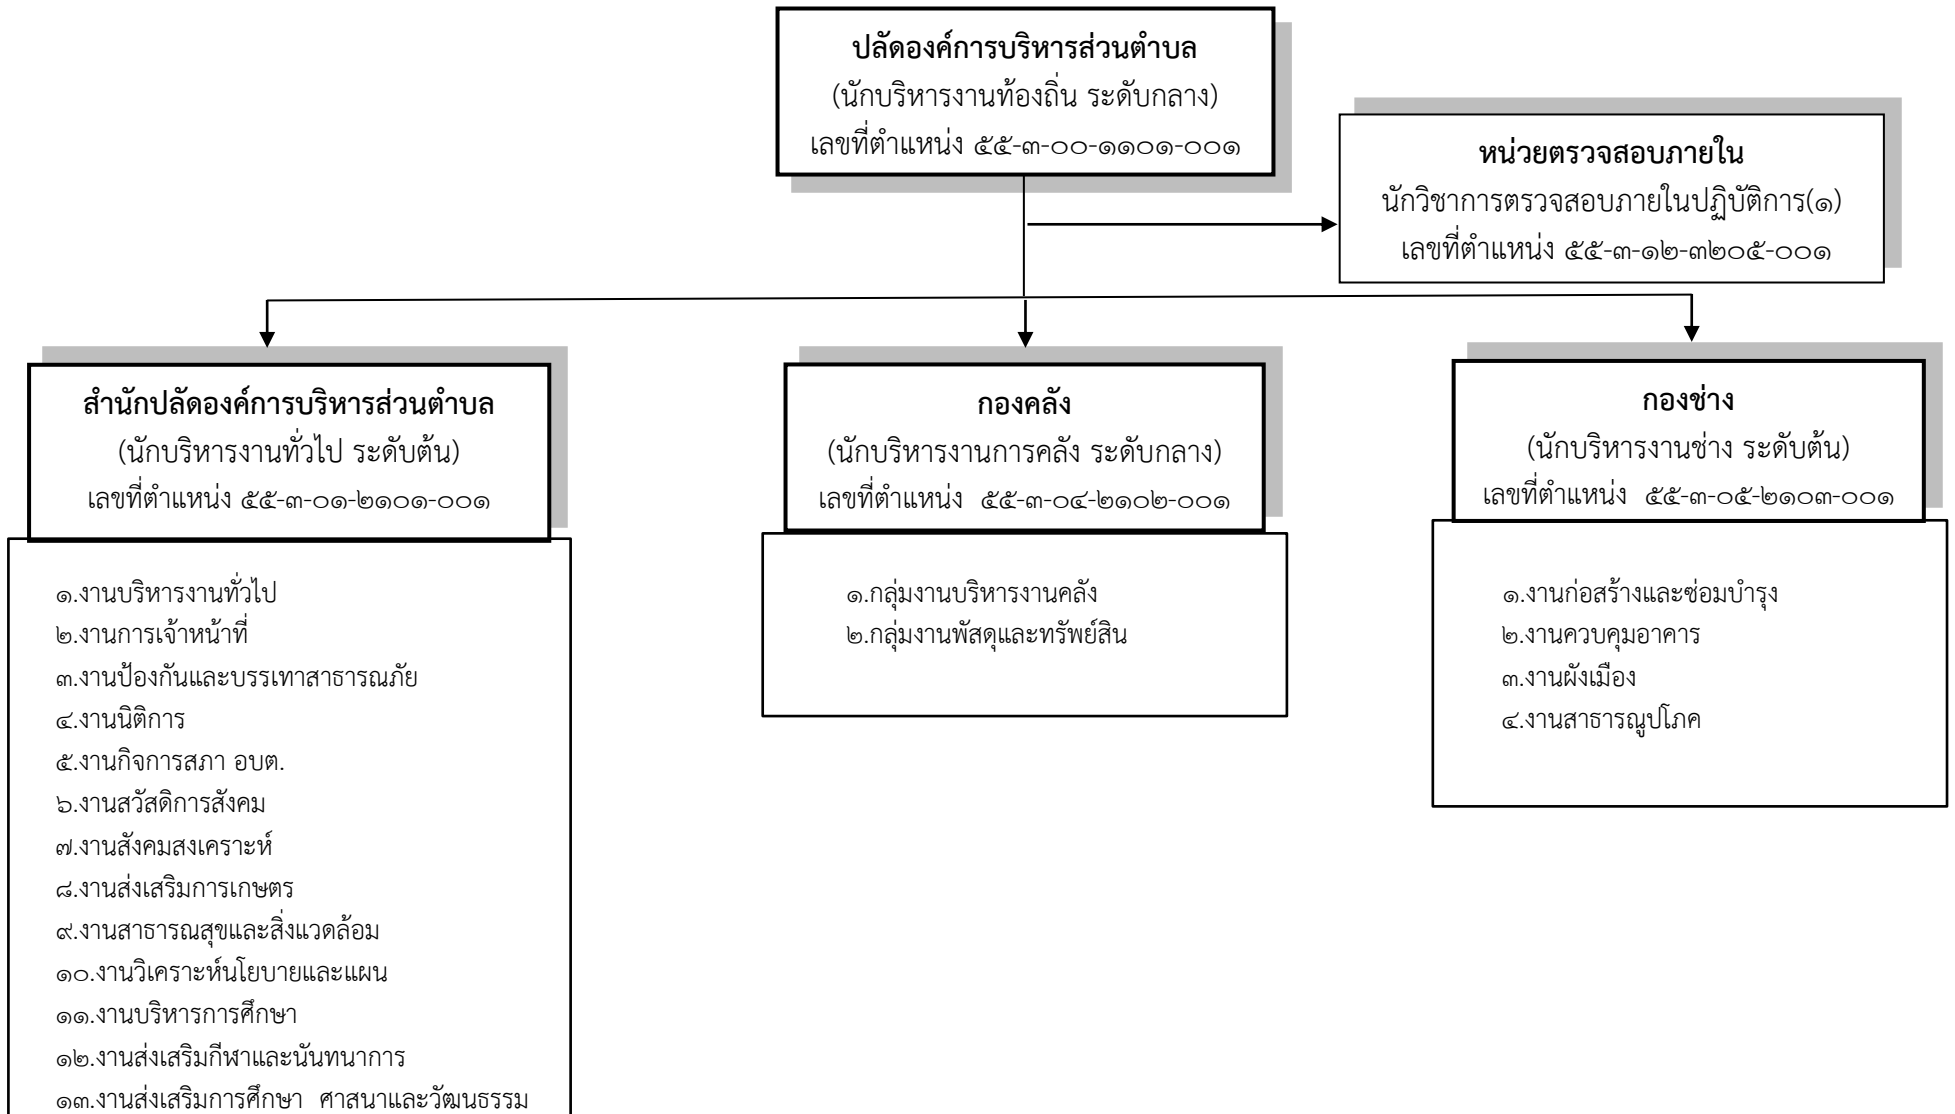 ปลัดองค์การบริหารส่วนตำบล
(นักบริหารงานท้องถิ่น ระดับกลาง)
เลขที่ตำแหน่ง ๕๕-๓-๐๐-๑๑๐๑-๐๐๑
หน่วยตรวจสอบภายใน
นักวิชาการตรวจสอบภายในปฏิบัติการ(๑)
เลขที่ตำแหน่ง ๕๕-๓-๑๒-๓๒๐๕-๐๐๑
สำนักปลัดองค์การบริหารส่วนตำบล
(นักบริหารงานทั่วไป ระดับต้น)
เลขที่ตำแหน่ง ๕๕-๓-๐๑-๒๑๐๑-๐๐๑
๑.งานบริหารงานทั่วไป
๒.งานการเจ้าหน้าที่
๓.งานป้องกันและบรรเทาสาธารณภัย
๔.งานนิติการ
๕.งานกิจการสภา อบต.
๖.งานสวัสดิการสังคม
๗.งานสังคมสงเคราะห์
๘.งานส่งเสริมการเกษตร
๙.งานสาธารณสุขและสิ่งแวดล้อม
๑๐.งานวิเคราะห์นโยบายและแผน
๑๑.งานบริหารการศึกษา
๑๒.งานส่งเสริมกีฬาและนันทนาการ
๑๓.งานส่งเสริมการศึกษา ศาสนาและวัฒนธรรม
กองคลัง
(นักบริหารงานการคลัง ระดับกลาง)
เลขที่ตำแหน่ง ๕๕-๓-๐๔-๒๑๐๒-๐๐๑
๑.กลุ่มงานบริหารงานคลัง
๒.กลุ่มงานพัสดุและทรัพย์สิน
กองช่าง
(นักบริหารงานช่าง ระดับต้น)
เลขที่ตำแหน่ง ๕๕-๓-๐๕-๒๑๐๓-๐๐๑
๑.งานก่อสร้างและซ่อมบำรุง
๒.งานควบคุมอาคาร
๓.งานผังเมือง
๔.งานสาธารณูปโภค